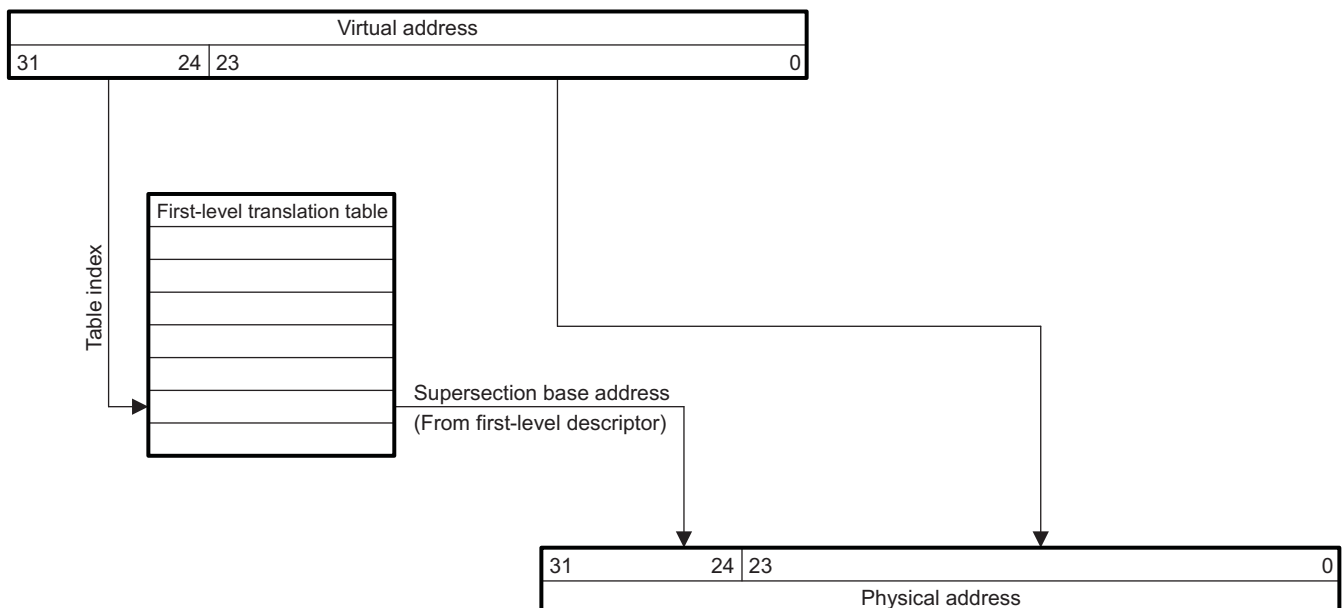 Virtual address
31 24 23 0
First-level translation table
Table index
Supersection base address
(From first-level descriptor)
31 24 23 0
Physical address